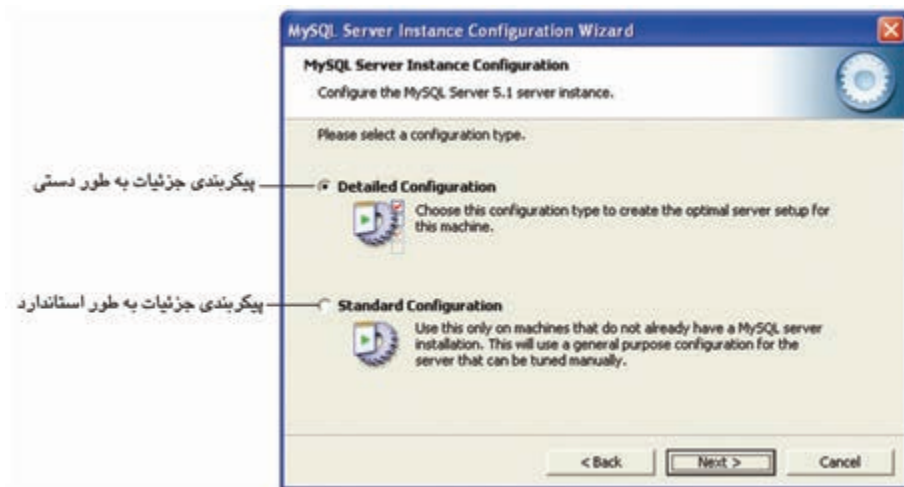 MySQL Server Instance Configuration Wizard
MySQL Server Instance Configuration
Configure the MySQL Server 5.1 server instance.
Please select a configuration type.
پیکربندی جزئیات به طور دستی
Detailed Configuration
Choose this configuration type to create the optimal server setup for
this machine.
پیکربندی جزئیات به طور استاندارد
Standard Configuration
Use this only on machines that do not already have a MySQL server
installation. This will use a general purpose configuration for the
server that can be tuned manually.
< Back
Next >
Cancel